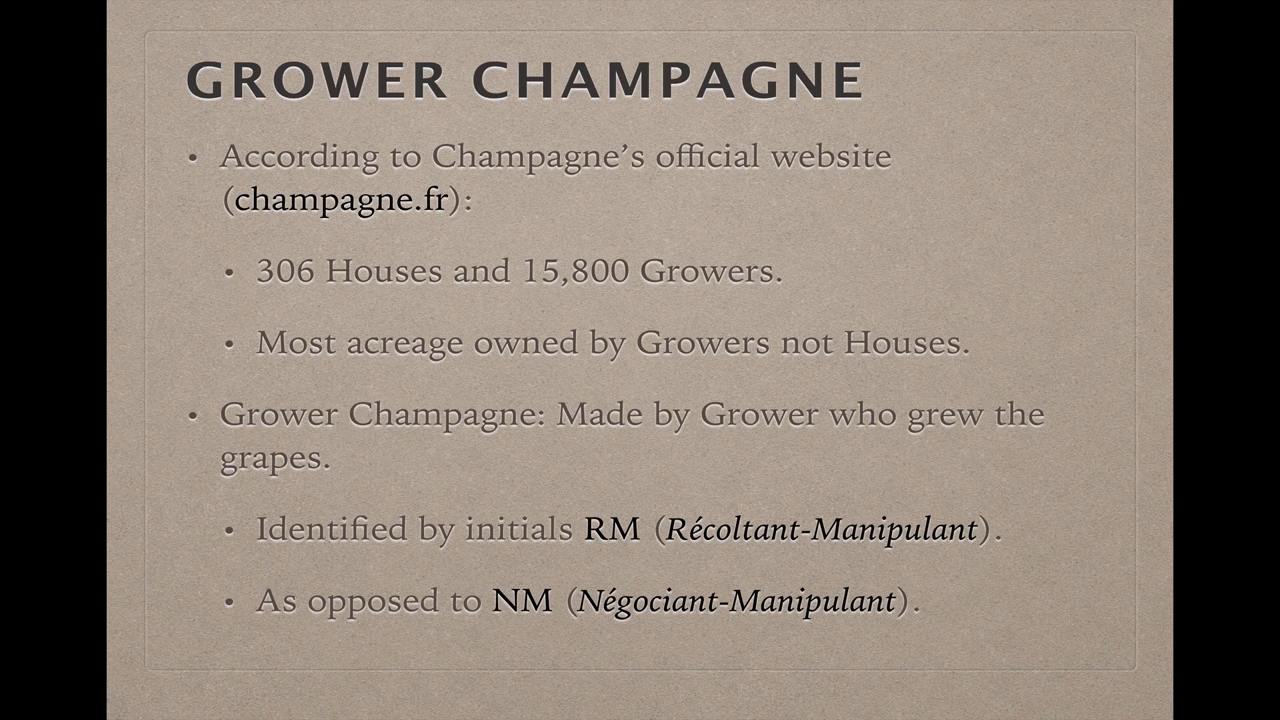 GROWER CHAMPAGNE
• According to Champagne’s official website
(champagne.fr):
• 306 Houses and 15,800 Growers.
• Most acreage owned by Growers not Houses.
• Grower Champagne: Made by Grower who grew the
grapes.
• Identified by initials RM (Récoltant-Manipulant).
• As opposed to NM (Négociant-Manipulant).